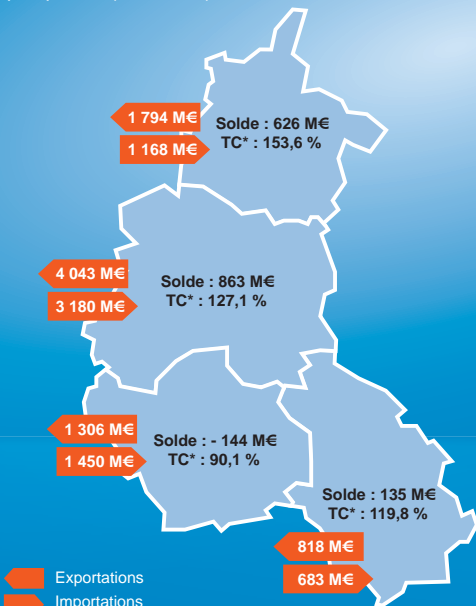 1 794 M€
1 168 M€
Solde : 626 M€
TC* : 153,6 %
4 043 M€
3 180 M€
Solde : 863 M€
TC* : 127,1 %
1 306 M€
1 450 M€
Solde : - 144 M€
TC* : 90,1 %
Solde : 135 M€
TC* : 119,8 %
818 M€
683 M€
Exportations
Importations